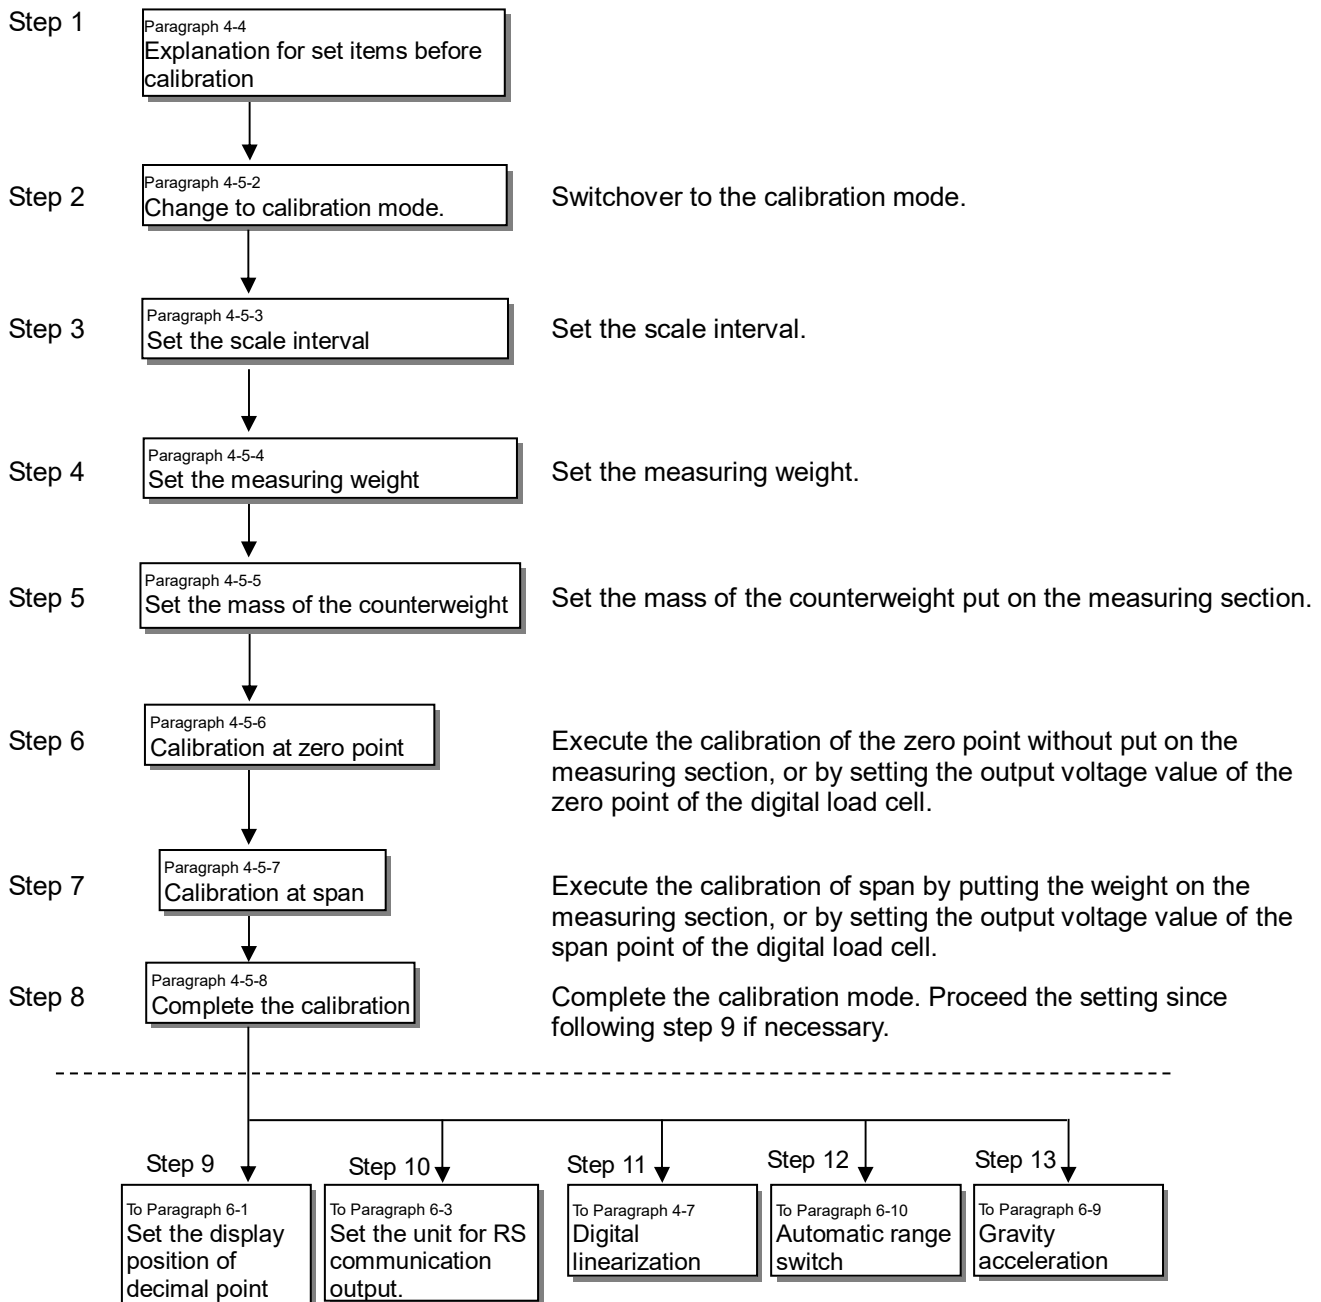 Step 1
Paragraph 4-4
Explanation for set items before
calibration
Step 2
Paragraph 4-5-2
Change to calibration mode.
Switchover to the calibration mode.
Step 3
Paragraph 4-5-3
Set the scale interval
Set the scale interval.
Step 4
Paragraph 4-5-4
Set the measuring weight
Set the measuring weight.
Step 5
Paragraph 4-5-5
Set the mass of the counterweight
Set the mass of the counterweight put on the measuring section.
Step 6
Paragraph 4-5-6
Calibration at zero point
Execute the calibration of the zero point without put on the
measuring section, or by setting the output voltage value of the
zero point of the digital load cell.
Step 7
Paragraph 4-5-7
Calibration at span
Execute the calibration of span by putting the weight on the
measuring section, or by setting the output voltage value of the
span point of the digital load cell.
Step 8
Paragraph 4-5-8
Complete the calibration
Complete the calibration mode. Proceed the setting since
following step 9 if necessary.
Step 9
To Paragraph 6-1
Set the display
position of
decimal point
Step 10
To Paragraph 6-3
Set the unit for RS
communication
output.
Step 11
To Paragraph 4-7
Digital
linearization
Step 12
To Paragraph 6-10
Automatic range
switch
Step 13
To Paragraph 6-9
Gravity
acceleration